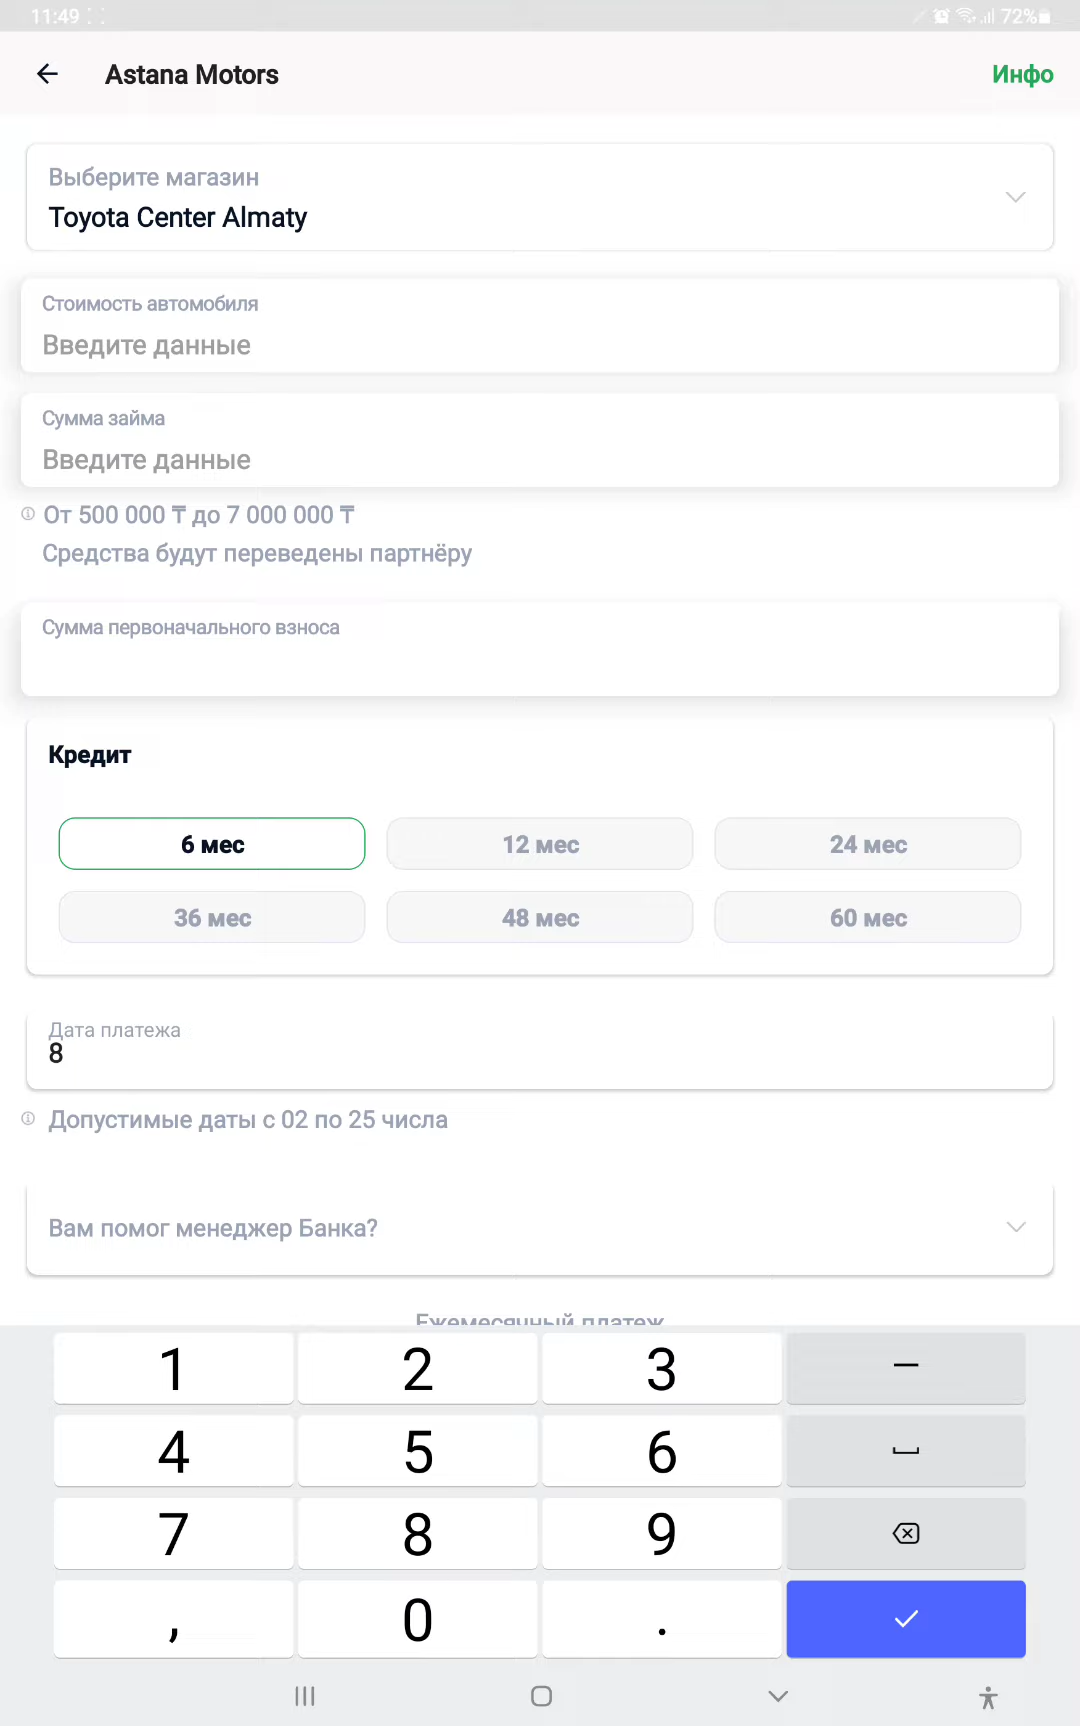 11:49
72%
Astana Motors
Инфо
Выберите магазин
Toyota Center Almaty
Стоимость автомобиля
Введите данные
Сумма займа
Введите данные
От 500 000 ₸ до 7 000 000 ₸
Средства будут переведены партнёру
Сумма первоначального взноса
Кредит
6 мес
12 мес
24 мес
36 мес
48 мес
60 мес
Дата платежа
8
Допустимые даты с 02 по 25 числа
Вам помог менеджер Банка?
Ежемесячный платеж
1 2 3 –
4 5 6
7 8 9
, 0 .